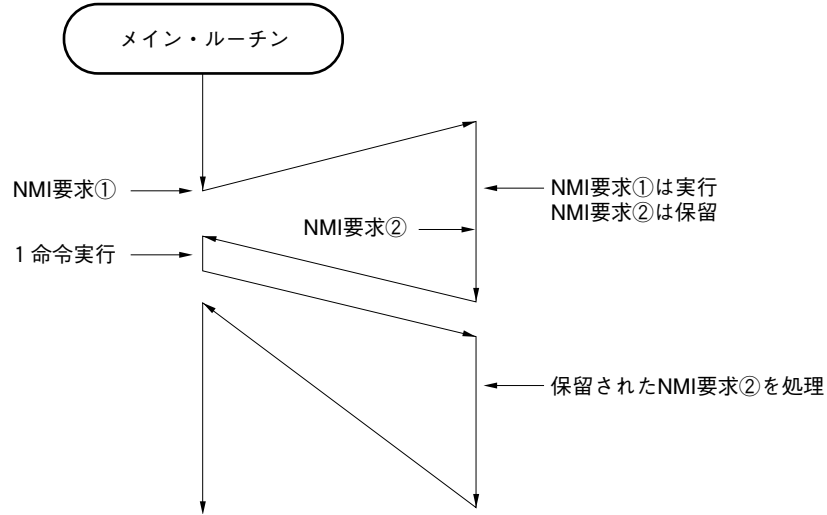 メイン・ルーチン
NMI要求①
NMI要求①は実行
NMI要求②は保留
NMI要求②
1 命令実行
保留されたNMI要求②を処理